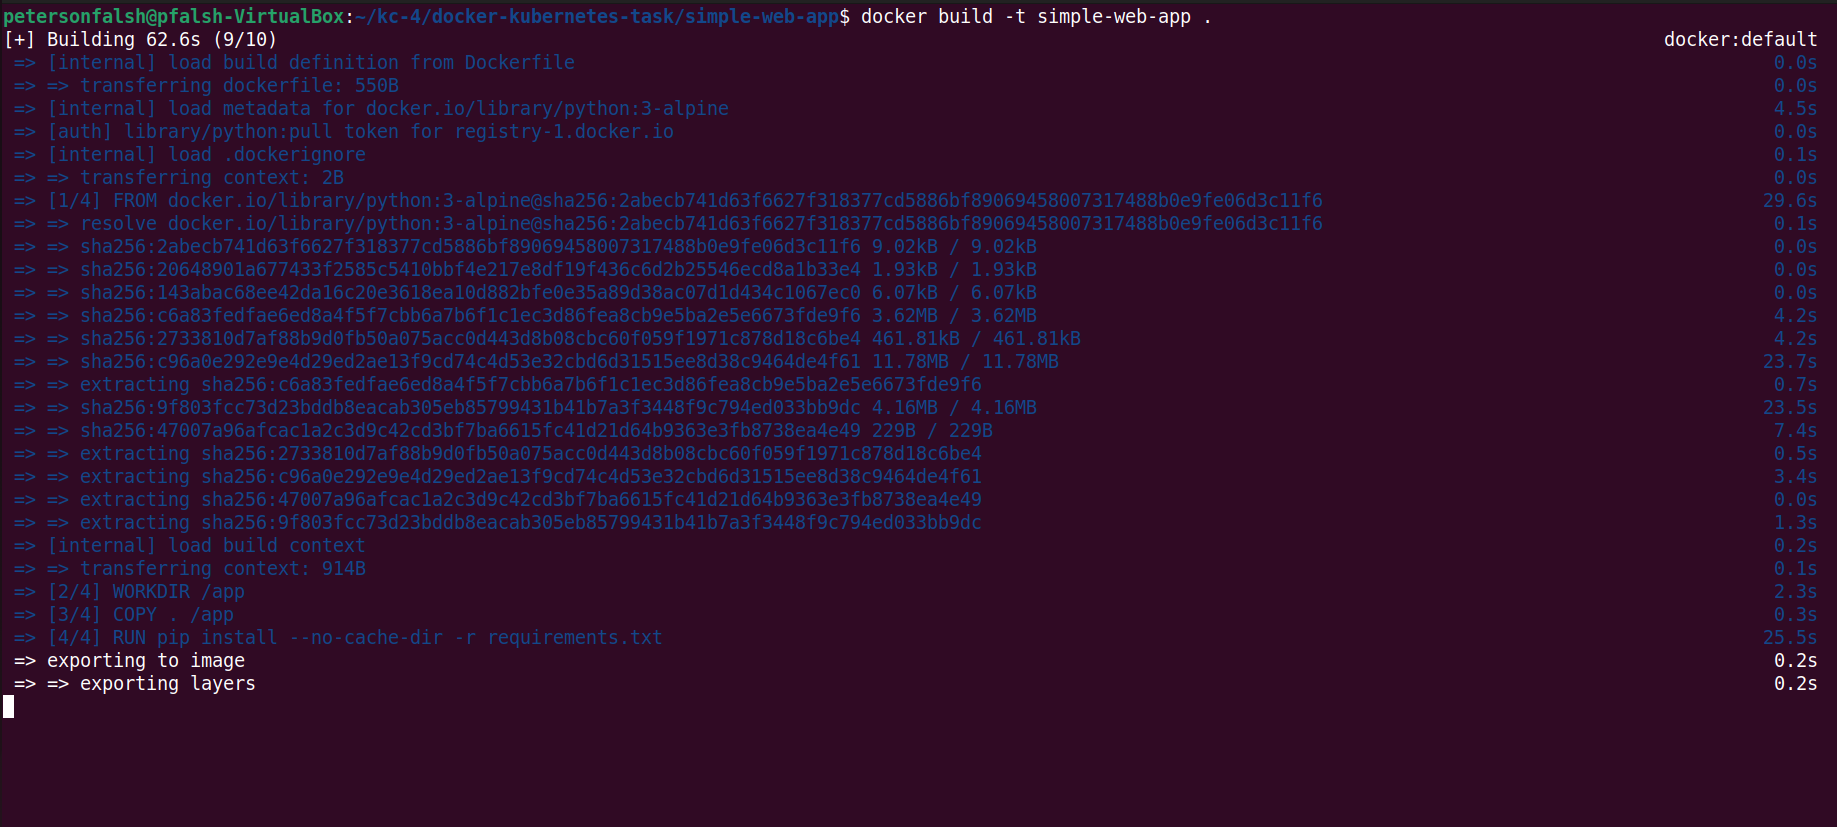 petersonfalsh@pfalsh-VirtualBox:~/kc-4/docker-kubernetes-task/simple-web-app$ docker build -t simple-web-app .
[+] Building 62.6s (9/10) docker:default
=> [internal] load build definition from Dockerfile 0.0s
=> => transferring dockerfile: 550B 0.0s
=> [internal] load metadata for docker.io/library/python:3-alpine 4.5s
=> [auth] library/python:pull token for registry-1.docker.io 0.0s
=> [internal] load .dockerignore 0.1s
=> => transferring context: 2B 0.0s
=> [1/4] FROM docker.io/library/python:3-alpine@sha256:2abecb741d63f6627f318377cd5886bf89069458007317488b0e9fe06d3c11f6 29.6s
=> => resolve docker.io/library/python:3-alpine@sha256:2abecb741d63f6627f318377cd5886bf89069458007317488b0e9fe06d3c11f6 0.1s
=> => sha256:2abecb741d63f6627f318377cd5886bf89069458007317488b0e9fe06d3c11f6 9.02kB / 9.02kB 0.0s
=> => sha256:20648901a677433f2585c5410bbf4e217e8df19f436c6d2b25546ecd8a1b33e4 1.93kB / 1.93kB 0.0s
=> => sha256:143abac68ee42da16c20e3618ea10d882bfe0e35a89d38ac07d1d434c1067ec0 6.07kB / 6.07kB 0.0s
=> => sha256:c6a83fedfae6ed8a4f5f7cbb6a7b6f1c1ec3d86fea8cb9e5ba2e5e6673fde9f6 3.62MB / 3.62MB 4.2s
=> => sha256:2733810d7af88b9d0fb50a075acc0d443d8b08cbc60f059f1971c878d18c6be4 461.81kB / 461.81kB 4.2s
=> => sha256:c96a0e292e9e4d29ed2ae13f9cd74c4d53e32cbd6d31515ee8d38c9464de4f61 11.78MB / 11.78MB 23.7s
=> => extracting sha256:c6a83fedfae6ed8a4f5f7cbb6a7b6f1c1ec3d86fea8cb9e5ba2e5e6673fde9f6 0.7s
=> => sha256:9f803fcc73d23bddb8eacab305eb85799431b41b7a3f3448f9c794ed033bb9dc 4.16MB / 4.16MB 23.5s
=> => sha256:47007a96afcac1a2c3d9c42cd3bf7ba6615fc41d21d64b9363e3fb8738ea4e49 229B / 229B 7.4s
=> => extracting sha256:2733810d7af88b9d0fb50a075acc0d443d8b08cbc60f059f1971c878d18c6be4 0.5s
=> => extracting sha256:c96a0e292e9e4d29ed2ae13f9cd74c4d53e32cbd6d31515ee8d38c9464de4f61 3.4s
=> => extracting sha256:47007a96afcac1a2c3d9c42cd3bf7ba6615fc41d21d64b9363e3fb8738ea4e49 0.0s
=> => extracting sha256:9f803fcc73d23bddb8eacab305eb85799431b41b7a3f3448f9c794ed033bb9dc 1.3s
=> [internal] load build context 0.2s
=> => transferring context: 914B 0.1s
=> [2/4] WORKDIR /app 2.3s
=> [3/4] COPY . /app 0.3s
=> [4/4] RUN pip install --no-cache-dir -r requirements.txt 25.5s
=> exporting to image 0.2s
=> => exporting layers 0.2s